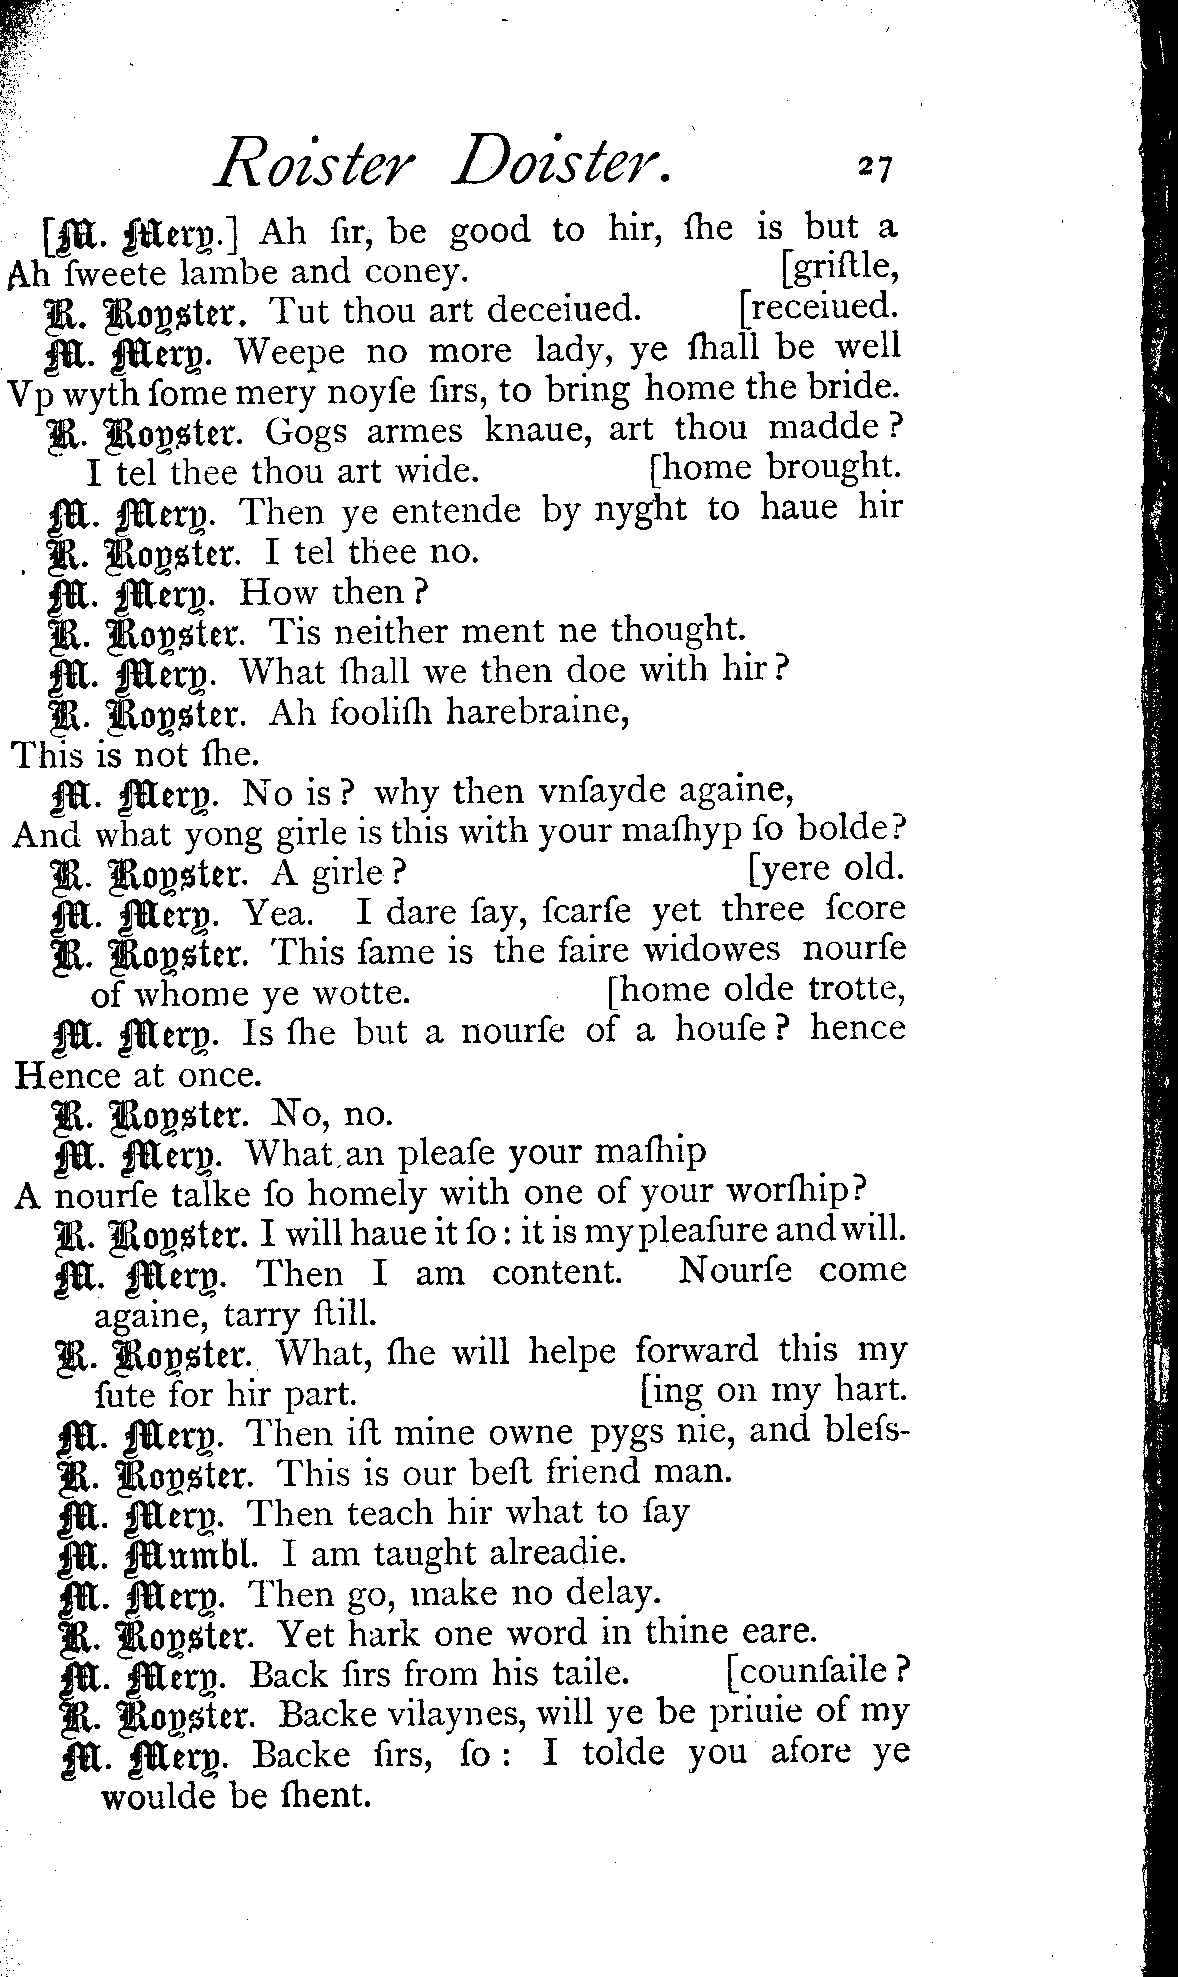 Roister Doister. 27
[M. Mery.] Ah ſir, be good to hir, ſhe is but a
Ah ſweete lambe and coney. [griſtle,
R. Royster. Tut thou art deceiued. [receiued.
M. Mery. Weepe no more lady, ye ſhall be well
Vp wyth ſome mery noyſe ſirs, to bring home the bride.
R. Royster. Gogs armes knaue, art thou madde?
I tel thee thou art wide. [home brought.
M. Mery. Then ye entende by nyght to haue hir
R. Royster. I tel thee no.
M. Mery. How then?
R. Royster. Tis neither ment ne thought.
M. Mery. What ſhall we then doe with hir?
R. Royster. Ah fooliſh harebraine,
This is not ſhe.
M. Mery. No is? why then vnſayde againe,
And what yong girle is this with your maſhyp ſo bolde?
R. Royster. A girle? [yere old.
M. Mery. Yea. I dare ſay, ſcarſe yet three ſcore
R. Royster. This ſame is the faire widowes nourſe
of whome ye wotte. [home olde trotte,
M. Mery. Is ſhe but a nourſe of a houſe? hence
Hence at once.
R. Royster. No, no.
M. Mery. What an pleaſe your maſhip
A nourſe talke ſo homely with one of your worſhip?
R. Royster. I will haue it ſo: it is my pleaſure and will.
M. Mery. Then I am content. Nourſe come
againe, tarry ſtill.
R. Royster. What, ſhe will helpe forward this my
ſute for hir part. [ing on my hart.
M. Mery. Then iſt mine owne pygs nie, and bleſs-
R. Royster. This is our beſt friend man.
M. Mery. Then teach hir what to ſay
M. Mumbl. I am taught alreadie.
M. Mery. Then go, make no delay.
R. Royster. Yet hark one word in thine eare.
M. Mery. Back ſirs from his taile. [counſaile?
R. Royster. Backe vilaynes, will ye be priuie of my
M. Mery. Backe ſirs, ſo: I tolde you afore ye
woulde be ſhent.